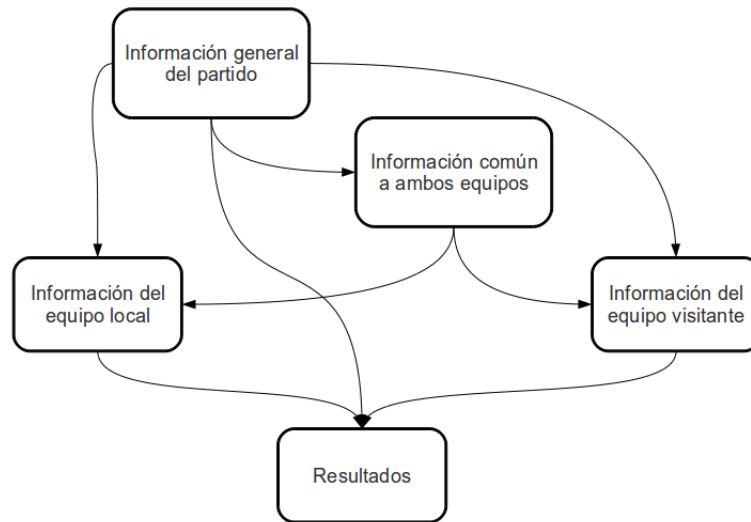 Información general
del partido
Información común
a ambos equipos
Información del
equipo local
Información del
equipo visitante
Resultados